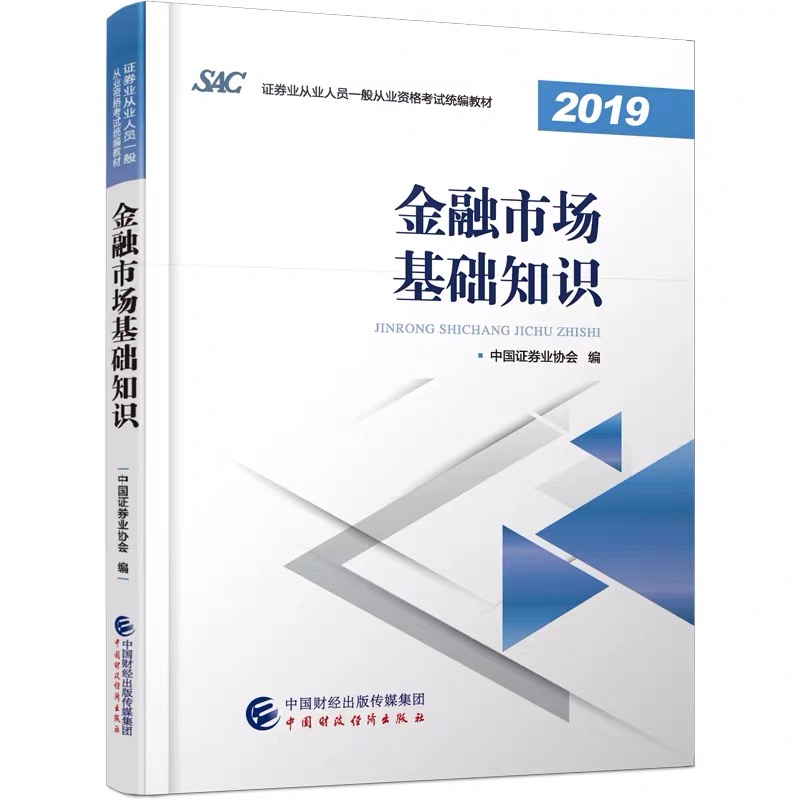 证券业从业人员一般
从业资格考试统编教材
金融市场基础知识
中国证券业协会 编
中国财经出版传媒集团
中国财政经济出版社
SAC 证券业从业人员一般从业资格考试统编教材
2019
金融市场
基础知识
JINRONG SHICHANG JICHU ZHISHI
中国证券业协会 编
中国财经出版传媒集团
中国财政经济出版社